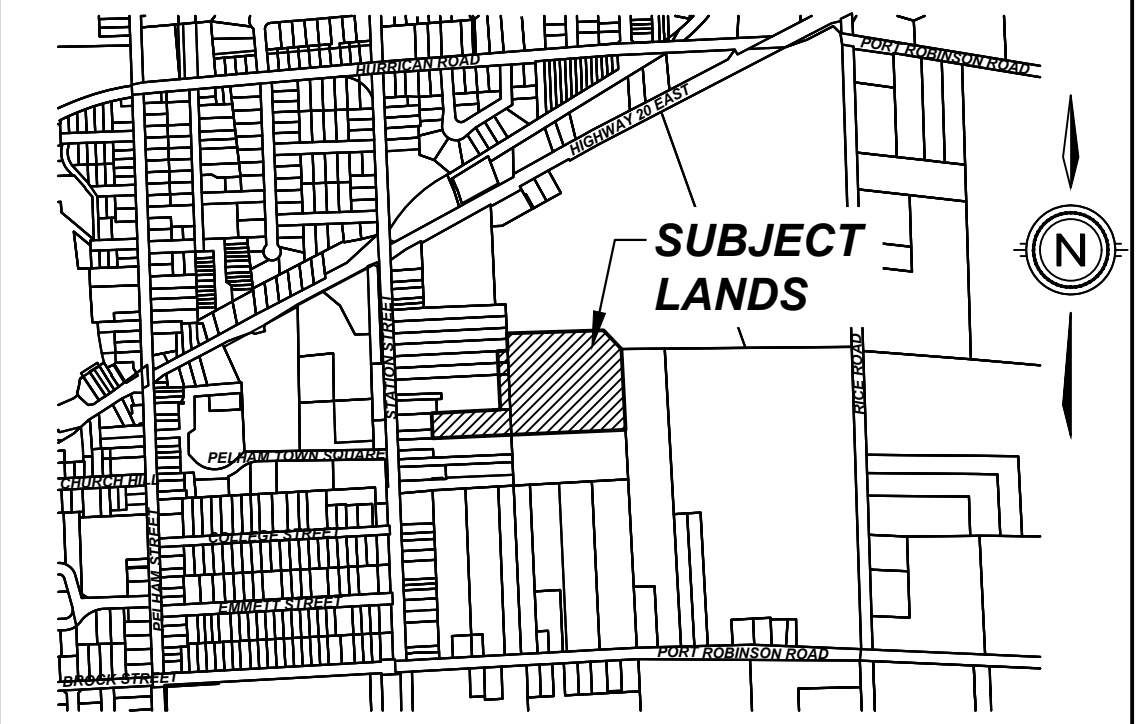 HURRICAN ROAD
PORT ROBINSON ROAD
HIGHWAY 20 EAST
SUBJECT
LANDS
N
STATION STREET
RICE ROAD
PELHAM TOWN SQUARE
CHURCH HILL
PELHAM STREET
COLLEGE STREET
EMMETT STREET
PORT ROBINSON ROAD
BROCK STREET